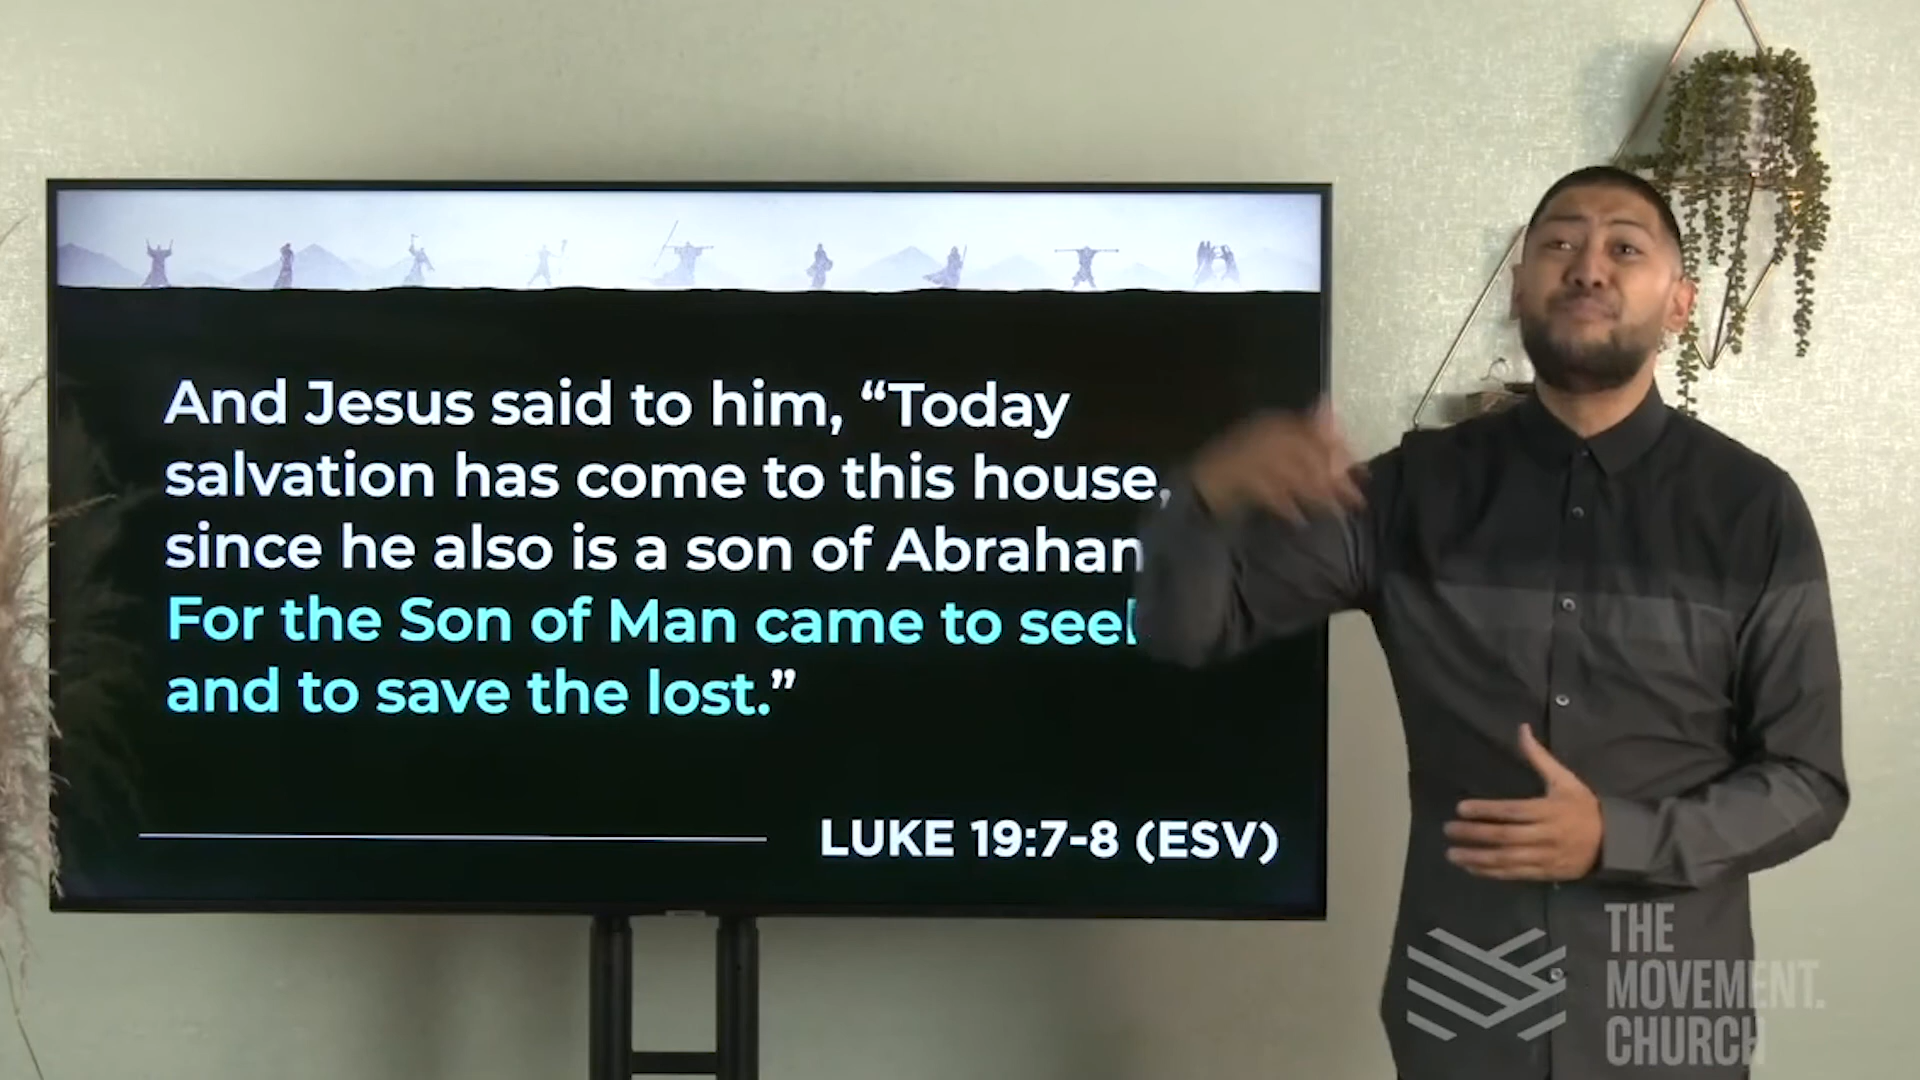 And Jesus said to him, “Today
salvation has come to this house,
since he also is a son of
For the Son of Man came to
and to save the lost.”
LUKE 19:7-8 (ESV)
THE
MOVEMENT.
CHURCH